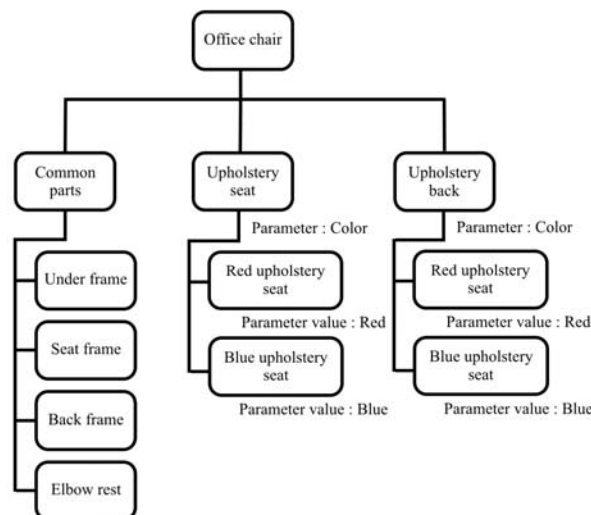 Office chair
Common
parts
Under frame
Seat frame
Back frame
Elbow rest
Upholstery
seat
Parameter : Color
Red upholstery
seat
Parameter value : Red
Blue upholstery
seat
Parameter value : Blue
Upholstery
back
Parameter : Color
Red upholstery
seat
Parameter value : Red
Blue upholstery
seat
Parameter value : Blue